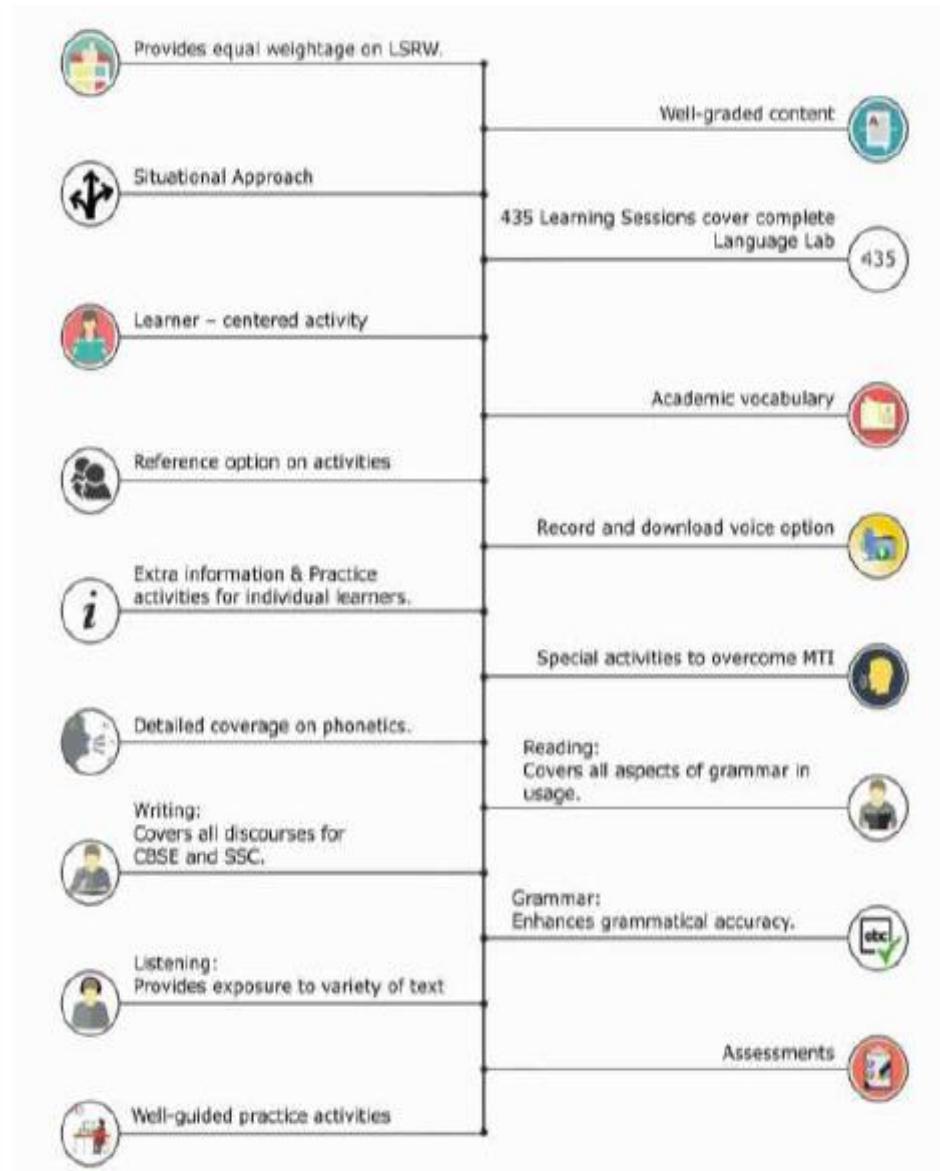 Provides equal weightage on LSRW.
Well-graded content
Situational Approach
435 Learning Sessions cover complete
Language Lab
435
Learner – centered activity
Academic vocabulary
Reference option on activities
Record and download voice option
Extra information & Practice
activities for individual learners.
Special activities to overcome MTI
Detailed coverage on phonetics.
Reading:
Covers all aspects of grammar in
usage.
Writing:
Covers all discourses for
CBSE and SSC.
Grammar:
Enhances grammatical accuracy.
abc
Listening:
Provides exposure to variety of text
Assessments
Well-guided practice activities